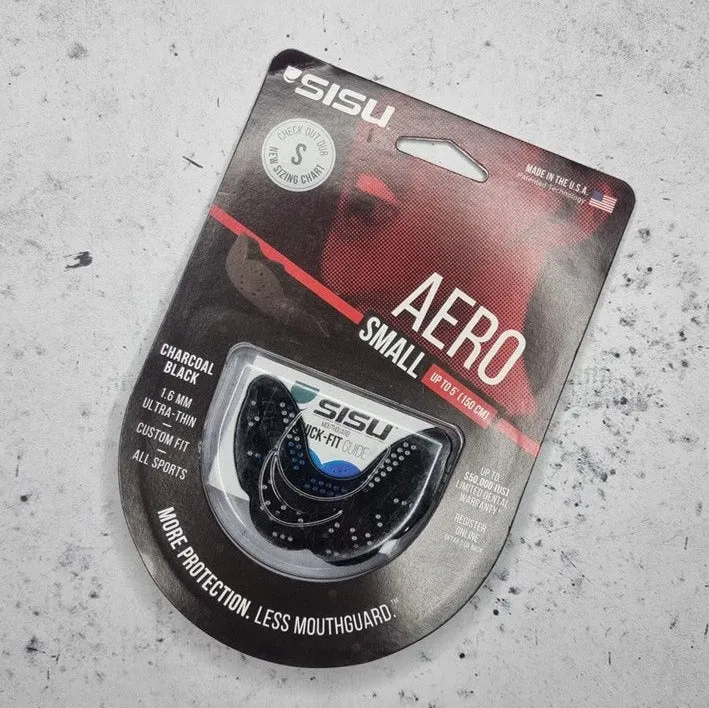 SISU
CHECK OUT OUR
S
NEW SIZING CHART
MADE IN THE U.S.A.
Patented Technology
AERO
SMALL
UP TO 5' (150 CM)
CHARCOAL
BLACK
1.6 MM
ULTRA-THIN
CUSTOM FIT
ALL SPORTS
SISU
MOUTHGUARD
ICK-FIT GUIDE
UP TO
$50,000 (US)
LIMITED DENTAL
WARRANTY*
REGISTER
ONLINE
MORE PROTECTION. LESS MOUTHGUARD.™